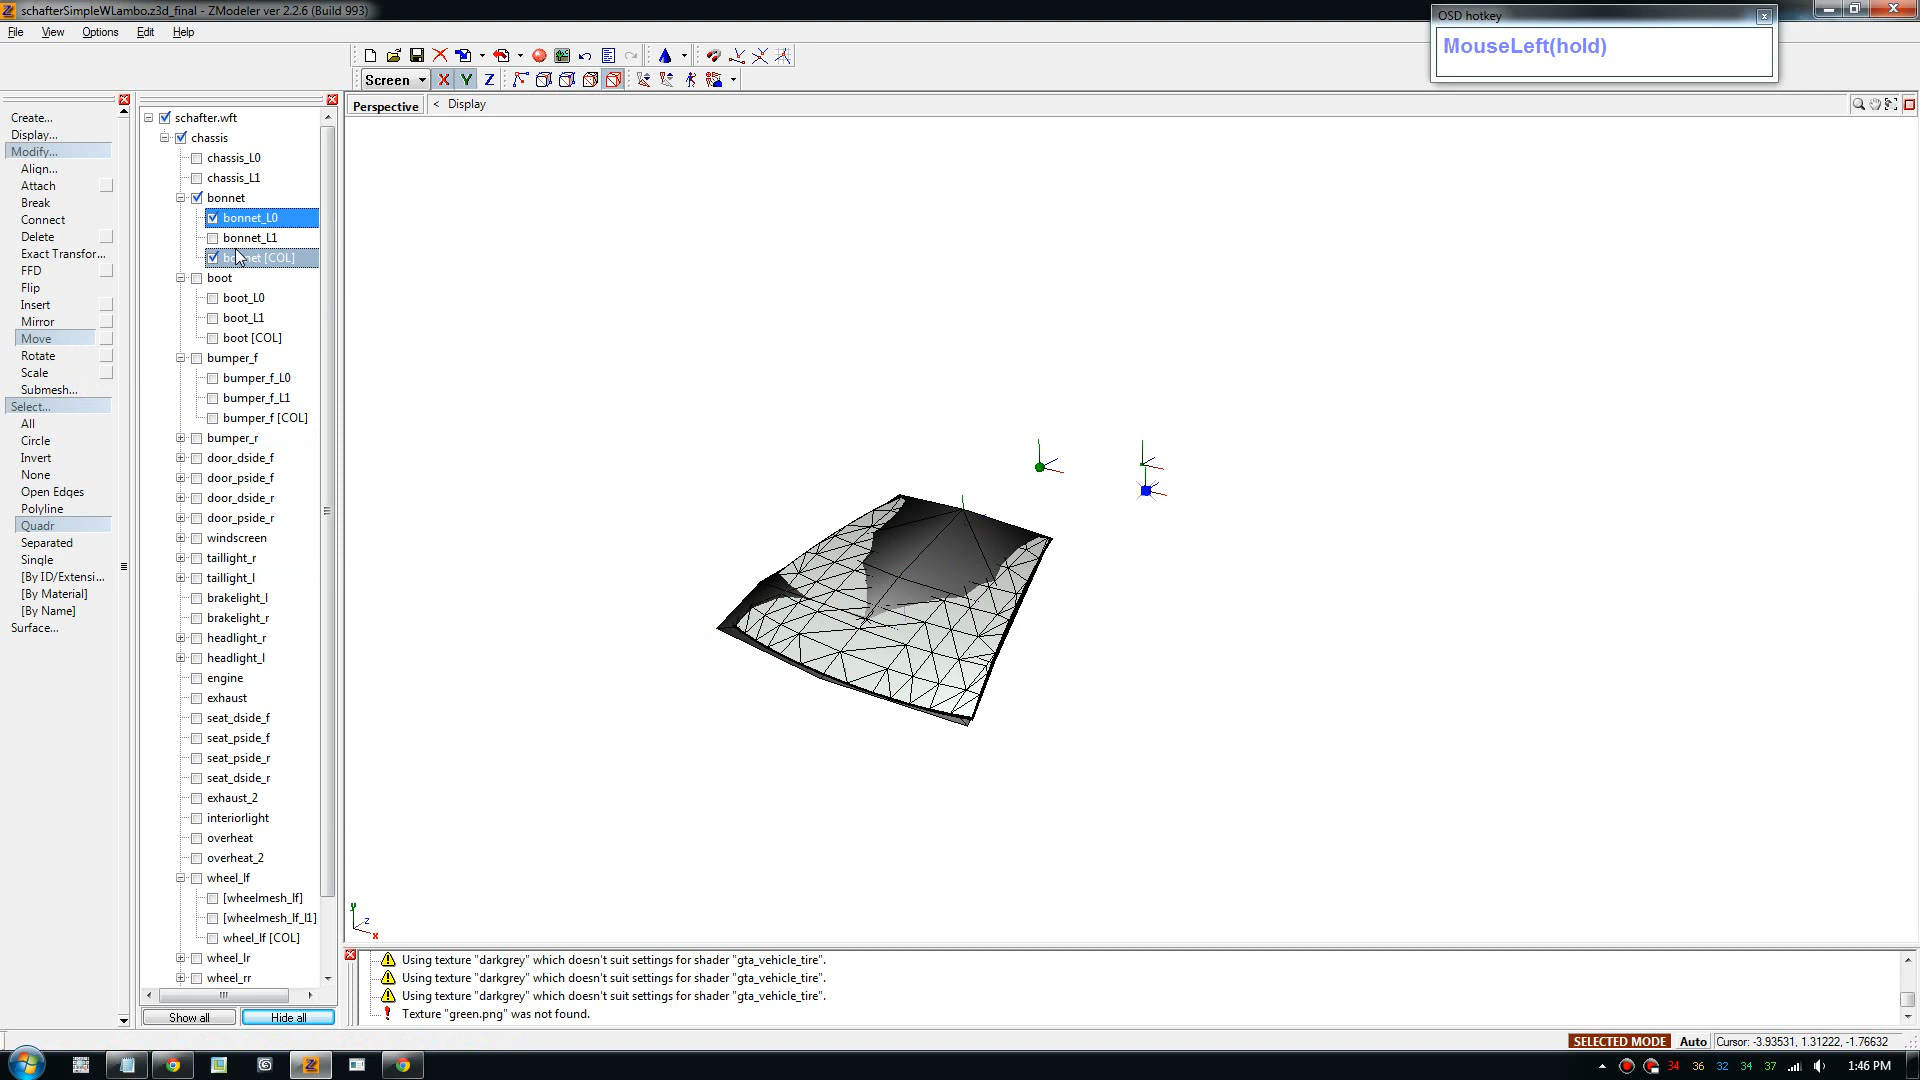 schafterSimpleWLambo.z3d_final - ZModeler ver 2.2.6 (Build 993)
OSD hotkey
MouseLeft(hold)
File View Options Edit Help
Screen X Y Z
Perspective < Display
Create...
Display...
Modify...
Align...
Attach
Break
Connect
Delete
Exact Transfor...
FFD
Flip
Insert
Mirror
Move
Rotate
Scale
Submesh...
Select...
All
Circle
Invert
None
Open Edges
Polyline
Quadr
Separated
Single
[By ID/Extensi...
[By Material]
[By Name]
Surface...
schafter.wft
chassis
chassis_L0
chassis_L1
bonnet
bonnet_L0
bonnet_L1
bonnet [COL]
boot
boot_L0
boot_L1
boot [COL]
bumper_f
bumper_f_L0
bumper_f_L1
bumper_f [COL]
bumper_r
door_dside_f
door_pside_f
door_dside_r
door_pside_r
windscreen
taillight_r
taillight_l
brakelight_l
brakelight_r
headlight_r
headlight_l
engine
exhaust
seat_dside_f
seat_pside_f
seat_pside_r
seat_dside_r
exhaust_2
interiorlight
overheat
overheat_2
wheel_lf
[wheelmesh_lf]
[wheelmesh_lf_l1]
wheel_lf [COL]
wheel_lr
wheel_rr
Show all Hide all
y z x
Using texture "darkgrey" which doesn't suit settings for shader "gta_vehicle_tire".
Using texture "darkgrey" which doesn't suit settings for shader "gta_vehicle_tire".
Using texture "darkgrey" which doesn't suit settings for shader "gta_vehicle_tire".
Texture "green.png" was not found.
SELECTED MODE Auto Cursor: -3.93531, 1.31222, -1.76632
34 36 32 34 37 1:46 PM